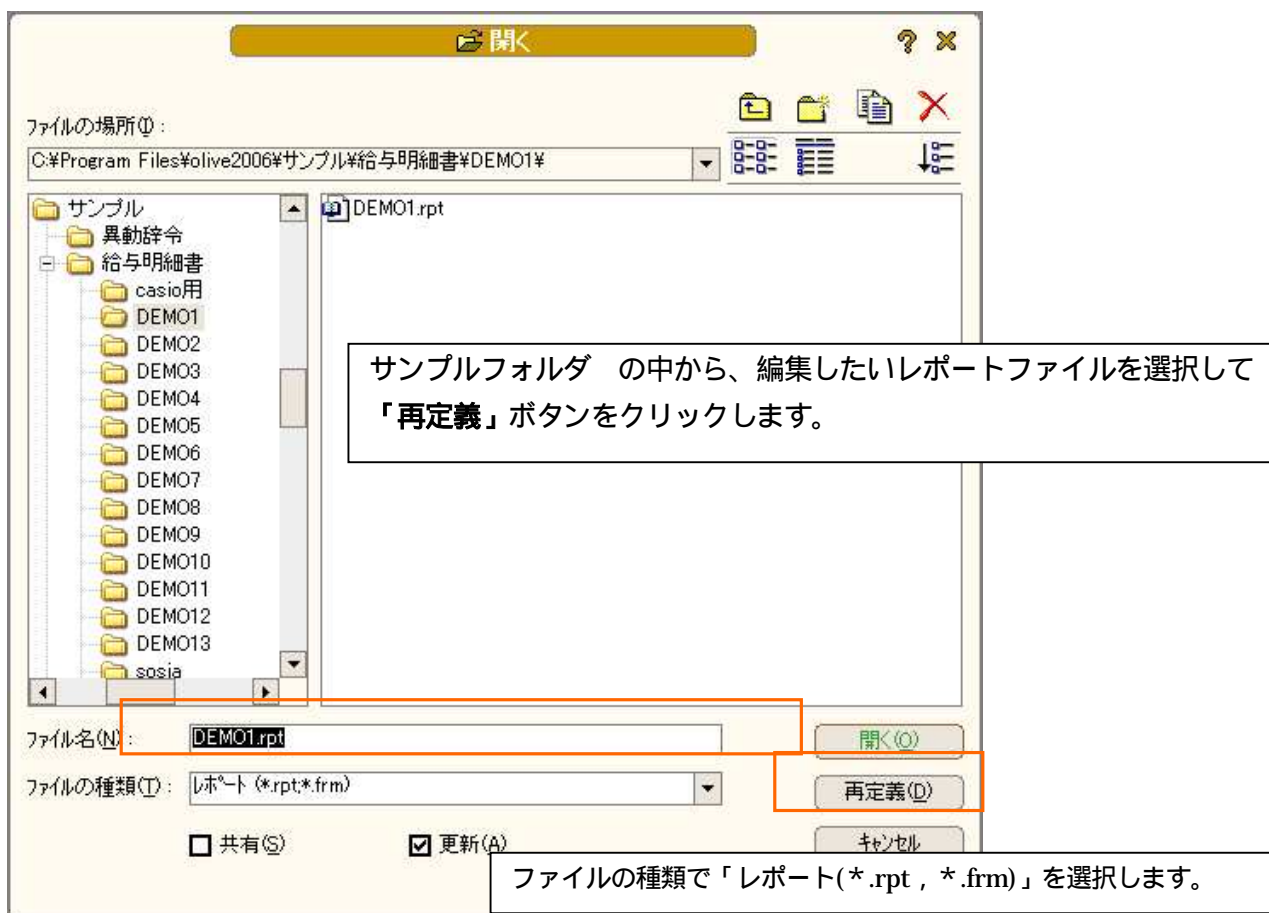 開く
ファイルの場所(I):
C:¥Program Files¥olive2006¥サンプル¥給与明細書¥DEMO1¥
サンプル
異動辞令
給与明細書
casio用
DEMO1
DEMO2
DEMO3
DEMO4
DEMO5
DEMO6
DEMO7
DEMO8
DEMO9
DEMO10
DEMO11
DEMO12
DEMO13
sosia
DEMO1.rpt
サンプルフォルダ　の中から、編集したいレポートファイルを選択して
「再定義」ボタンをクリックします。
ファイル名(N):
DEMO1.rpt
開く(O)
ファイルの種類(T):
ﾚﾎﾟｰﾄ (*.rpt;*.frm)
再定義(D)
共有(S)
更新(A)
ｷｬﾝｾﾙ
ファイルの種類で「レポート(*.rpt , *.frm)」を選択します。